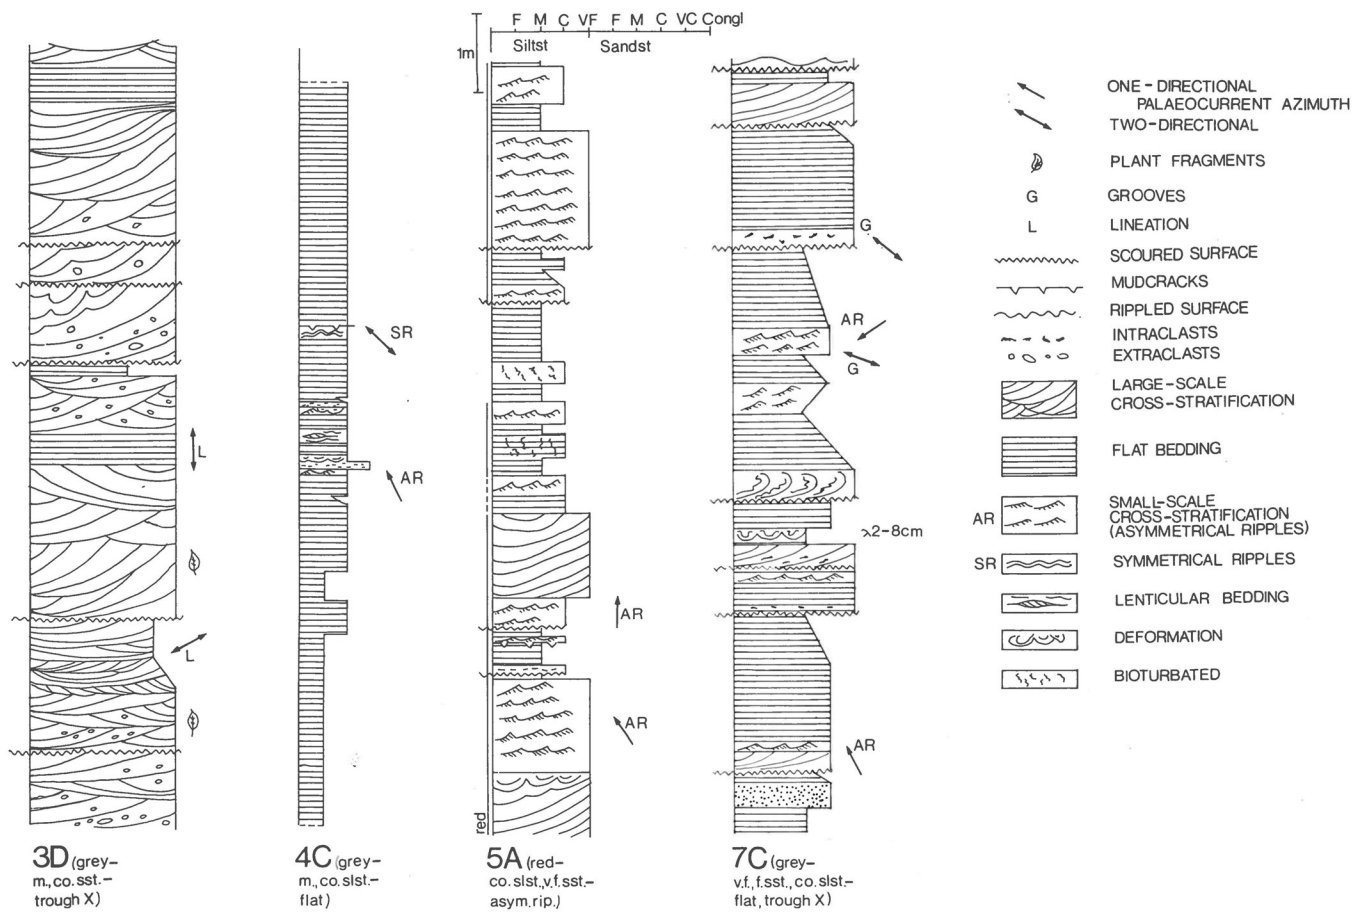 F M C VF F M C VC Congl
1m
Siltst Sandst
L
L
SR
AR
AR
AR
red
G
AR
G
λ2-8cm
AR
ONE-DIRECTIONAL
PALAEOCURRENT AZIMUTH
TWO-DIRECTIONAL
PLANT FRAGMENTS
G GROOVES
L LINEATION
SCOURED SURFACE
MUDCRACKS
RIPPLED SURFACE
INTRACLASTS
EXTRACLASTS
LARGE-SCALE
CROSS-STRATIFICATION
FLAT BEDDING
SMALL-SCALE
AR CROSS-STRATIFICATION
(ASYMMETRICAL RIPPLES)
SR SYMMETRICAL RIPPLES
LENTICULAR BEDDING
DEFORMATION
BIOTURBATED
3D (grey-
m., co. sst.-
trough X)
4C (grey-
m., co. slst.-
flat)
5A (red-
co. slst., v.f. sst.-
asym. rip.)
7C (grey-
v.f., f. sst., co. slst-
flat, trough X)